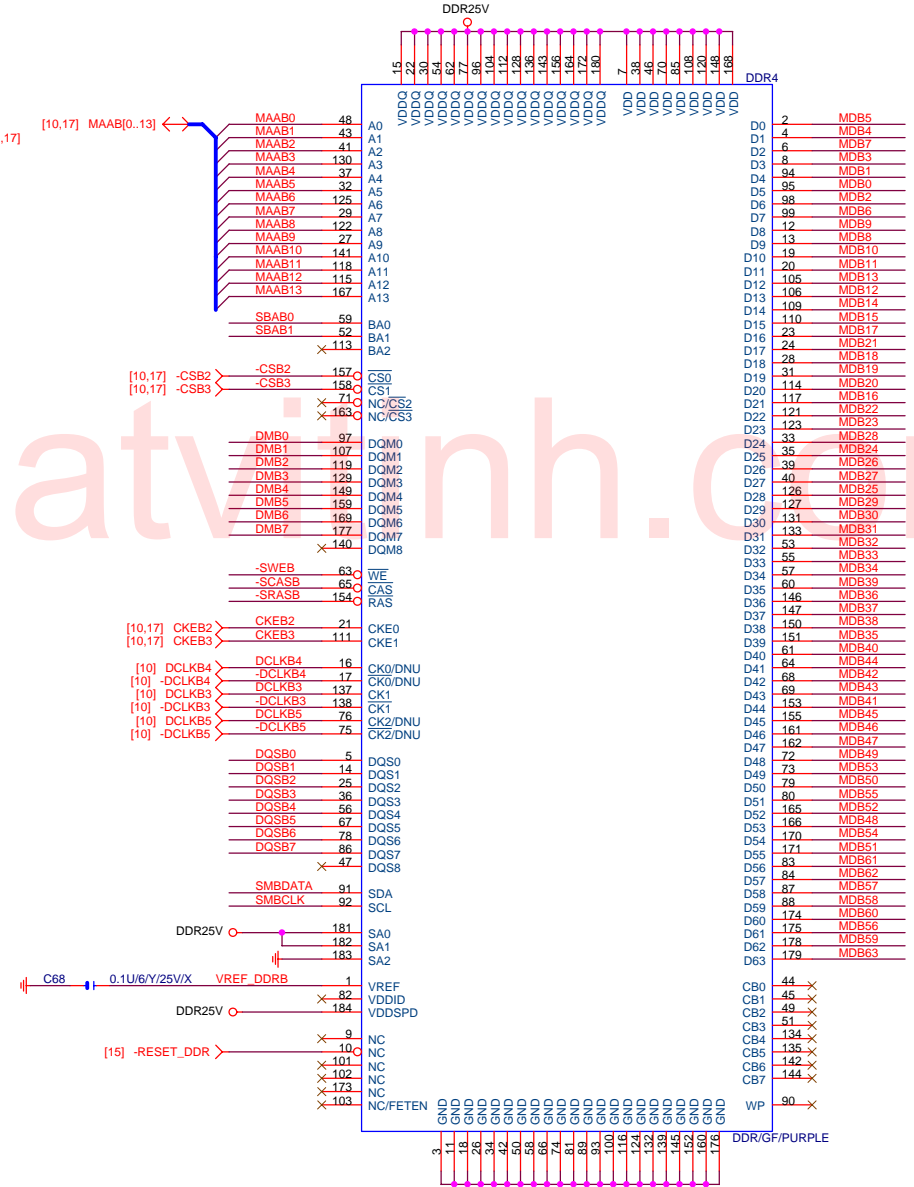 DDR25V
15 22 30 54 62 77 96 104 112 128 136 143 156 164 172 180 7 38 46 70 85 108 120 148 168
DDR4
VDDQ VDDQ VDDQ VDDQ VDDQ VDDQ VDDQ VDDQ VDDQ VDDQ VDDQ VDDQ VDDQ VDDQ VDDQ VDDQ VDD VDD VDD VDD VDD VDD VDD VDD VDD
,17]
[10,17] MAAB[0..13]
MAAB0 48 A0
MAAB1 43 A1
MAAB2 41 A2
MAAB3 130 A3
MAAB4 37 A4
MAAB5 32 A5
MAAB6 125 A6
MAAB7 29 A7
MAAB8 122 A8
MAAB9 27 A9
MAAB10 141 A10
MAAB11 118 A11
MAAB12 115 A12
MAAB13 167 A13
SBAB0 59 BA0
SBAB1 52 BA1
113 BA2
[10,17] -CSB2 -CSB2 157 CS0
[10,17] -CSB3 -CSB3 158 CS1
71 NC/CS2
163 NC/CS3
DMB0 97 DQM0
DMB1 107 DQM1
DMB2 119 DQM2
DMB3 129 DQM3
DMB4 149 DQM4
DMB5 159 DQM5
DMB6 169 DQM6
DMB7 177 DQM7
140 DQM8
-SWEB 63 WE
-SCASB 65 CAS
-SRASB 154 RAS
[10,17] CKEB2 CKEB2 21 CKE0
[10,17] CKEB3 CKEB3 111 CKE1
[10] DCLKB4 DCLKB4 16 CK0/DNU
[10] -DCLKB4 -DCLKB4 17 CK0/DNU
[10] DCLKB3 DCLKB3 137 CK1
[10] -DCLKB3 -DCLKB3 138 CK1
[10] DCLKB5 DCLKB5 76 CK2/DNU
[10] -DCLKB5 -DCLKB5 75 CK2/DNU
DQSB0 5 DQS0
DQSB1 14 DQS1
DQSB2 25 DQS2
DQSB3 36 DQS3
DQSB4 56 DQS4
DQSB5 67 DQS5
DQSB6 78 DQS6
DQSB7 86 DQS7
47 DQS8
SMBDATA 91 SDA
SMBCLK 92 SCL
DDR25V 181 SA0
182 SA1
183 SA2
C68 0.1U/6/Y/25V/X VREF_DDRB 1 VREF
82 VDDID
DDR25V 184 VDDSPD
9 NC
[15] -RESET_DDR 10 NC
101 NC
102 NC
173 NC
103 NC/FETEN
D0 2 MDB5
D1 4 MDB4
D2 6 MDB7
D3 8 MDB3
D4 94 MDB1
D5 95 MDB0
D6 98 MDB2
D7 99 MDB6
D8 12 MDB9
D9 13 MDB8
D10 19 MDB10
D11 20 MDB11
D12 105 MDB13
D13 106 MDB12
D14 109 MDB14
D15 110 MDB15
D16 23 MDB17
D17 24 MDB21
D18 28 MDB18
D19 31 MDB19
D20 114 MDB20
D21 117 MDB16
D22 121 MDB22
D23 123 MDB23
D24 33 MDB28
D25 35 MDB24
D26 39 MDB26
D27 40 MDB27
D28 126 MDB25
D29 127 MDB29
D30 131 MDB30
D31 133 MDB31
D32 53 MDB32
D33 55 MDB33
D34 57 MDB34
D35 60 MDB39
D36 146 MDB36
D37 147 MDB37
D38 150 MDB38
D39 151 MDB35
D40 61 MDB40
D41 64 MDB44
D42 68 MDB42
D43 69 MDB43
D44 153 MDB41
D45 155 MDB45
D46 161 MDB46
D47 162 MDB47
D48 72 MDB49
D49 73 MDB53
D50 79 MDB50
D51 80 MDB55
D52 165 MDB52
D53 166 MDB48
D54 170 MDB54
D55 171 MDB51
D56 83 MDB61
D57 84 MDB62
D58 87 MDB57
D59 88 MDB58
D60 174 MDB60
D61 175 MDB56
D62 178 MDB59
D63 179 MDB63
CB0 44
CB1 45
CB2 49
CB3 51
CB4 134
CB5 135
CB6 142
CB7 144
WP 90
GND GND GND GND GND GND GND GND GND GND GND GND GND GND GND GND GND GND GND GND GND GND
DDR/GF/PURPLE
3 11 18 26 34 42 50 58 66 74 81 89 93 100 116 124 132 139 145 152 160 176
atvitinh.com